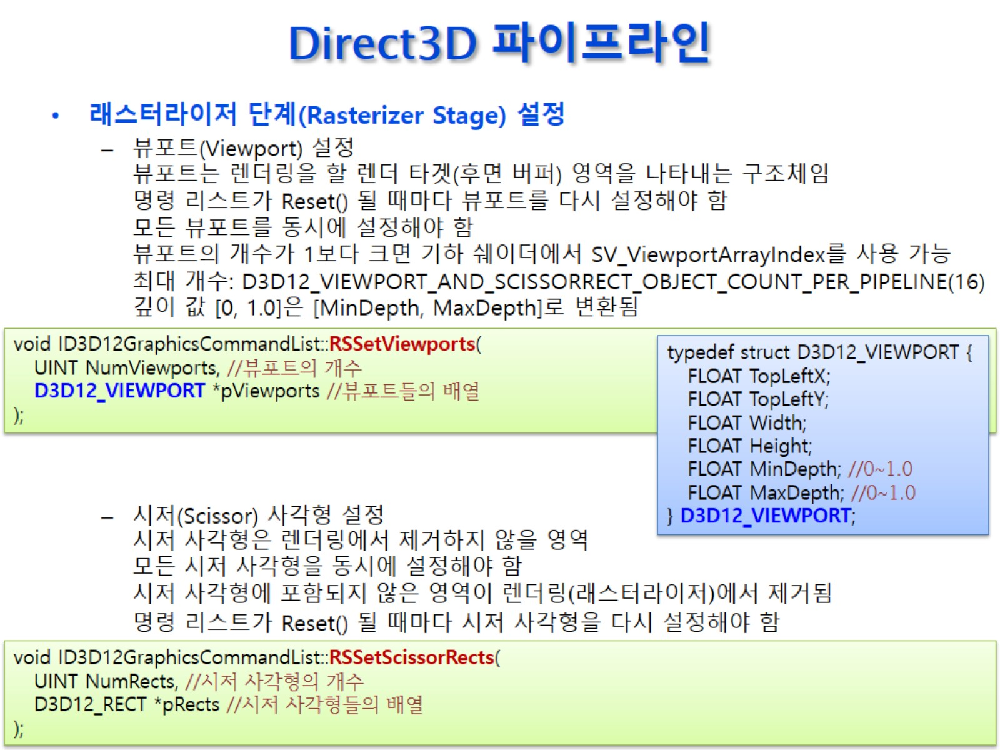 Direct3D 파이프라인
• 래스터라이저 단계(Rasterizer Stage) 설정
– 뷰포트(Viewport) 설정
뷰포트는 렌더링을 할 렌더 타겟(후면 버퍼) 영역을 나타내는 구조체임
명령 리스트가 Reset() 될 때마다 뷰포트를 다시 설정해야 함
모든 뷰포트를 동시에 설정해야 함
뷰포트의 개수가 1보다 크면 기하 쉐이더에서 SV_ViewportArrayIndex를 사용 가능
최대 개수: D3D12_VIEWPORT_AND_SCISSORRECT_OBJECT_COUNT_PER_PIPELINE(16)
깊이 값 [0, 1.0]은 [MinDepth, MaxDepth]로 변환됨
void ID3D12GraphicsCommandList::RSSetViewports(
UINT NumViewports, //뷰포트의 개수
D3D12_VIEWPORT *pViewports //뷰포트들의 배열
);
typedef struct D3D12_VIEWPORT {
FLOAT TopLeftX;
FLOAT TopLeftY;
FLOAT Width;
FLOAT Height;
FLOAT MinDepth; //0~1.0
FLOAT MaxDepth; //0~1.0
} D3D12_VIEWPORT;
– 시저(Scissor) 사각형 설정
시저 사각형은 렌더링에서 제거하지 않을 영역
모든 시저 사각형을 동시에 설정해야 함
시저 사각형에 포함되지 않은 영역이 렌더링(래스터라이저)에서 제거됨
명령 리스트가 Reset() 될 때마다 시저 사각형을 다시 설정해야 함
void ID3D12GraphicsCommandList::RSSetScissorRects(
UINT NumRects, //시저 사각형의 개수
D3D12_RECT *pRects //시저 사각형들의 배열
);